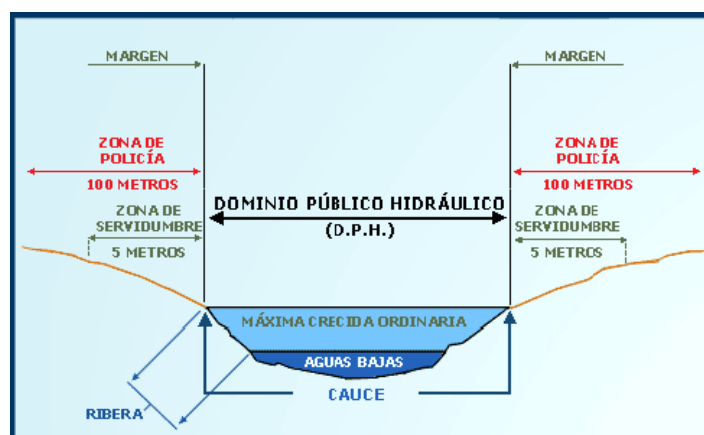 MARGEN
MARGEN
ZONA DE
POLICÍA
100 METROS
ZONA DE
POLICÍA
100 METROS
DOMINIO PÚBLICO HIDRÁULICO
(D.P.H.)
ZONA DE
SERVIDUMBRE
5 METROS
ZONA DE
SERVIDUMBRE
5 METROS
MÁXIMA CRECIDA ORDINARIA
AGUAS BAJAS
CAUCE
RIBERA